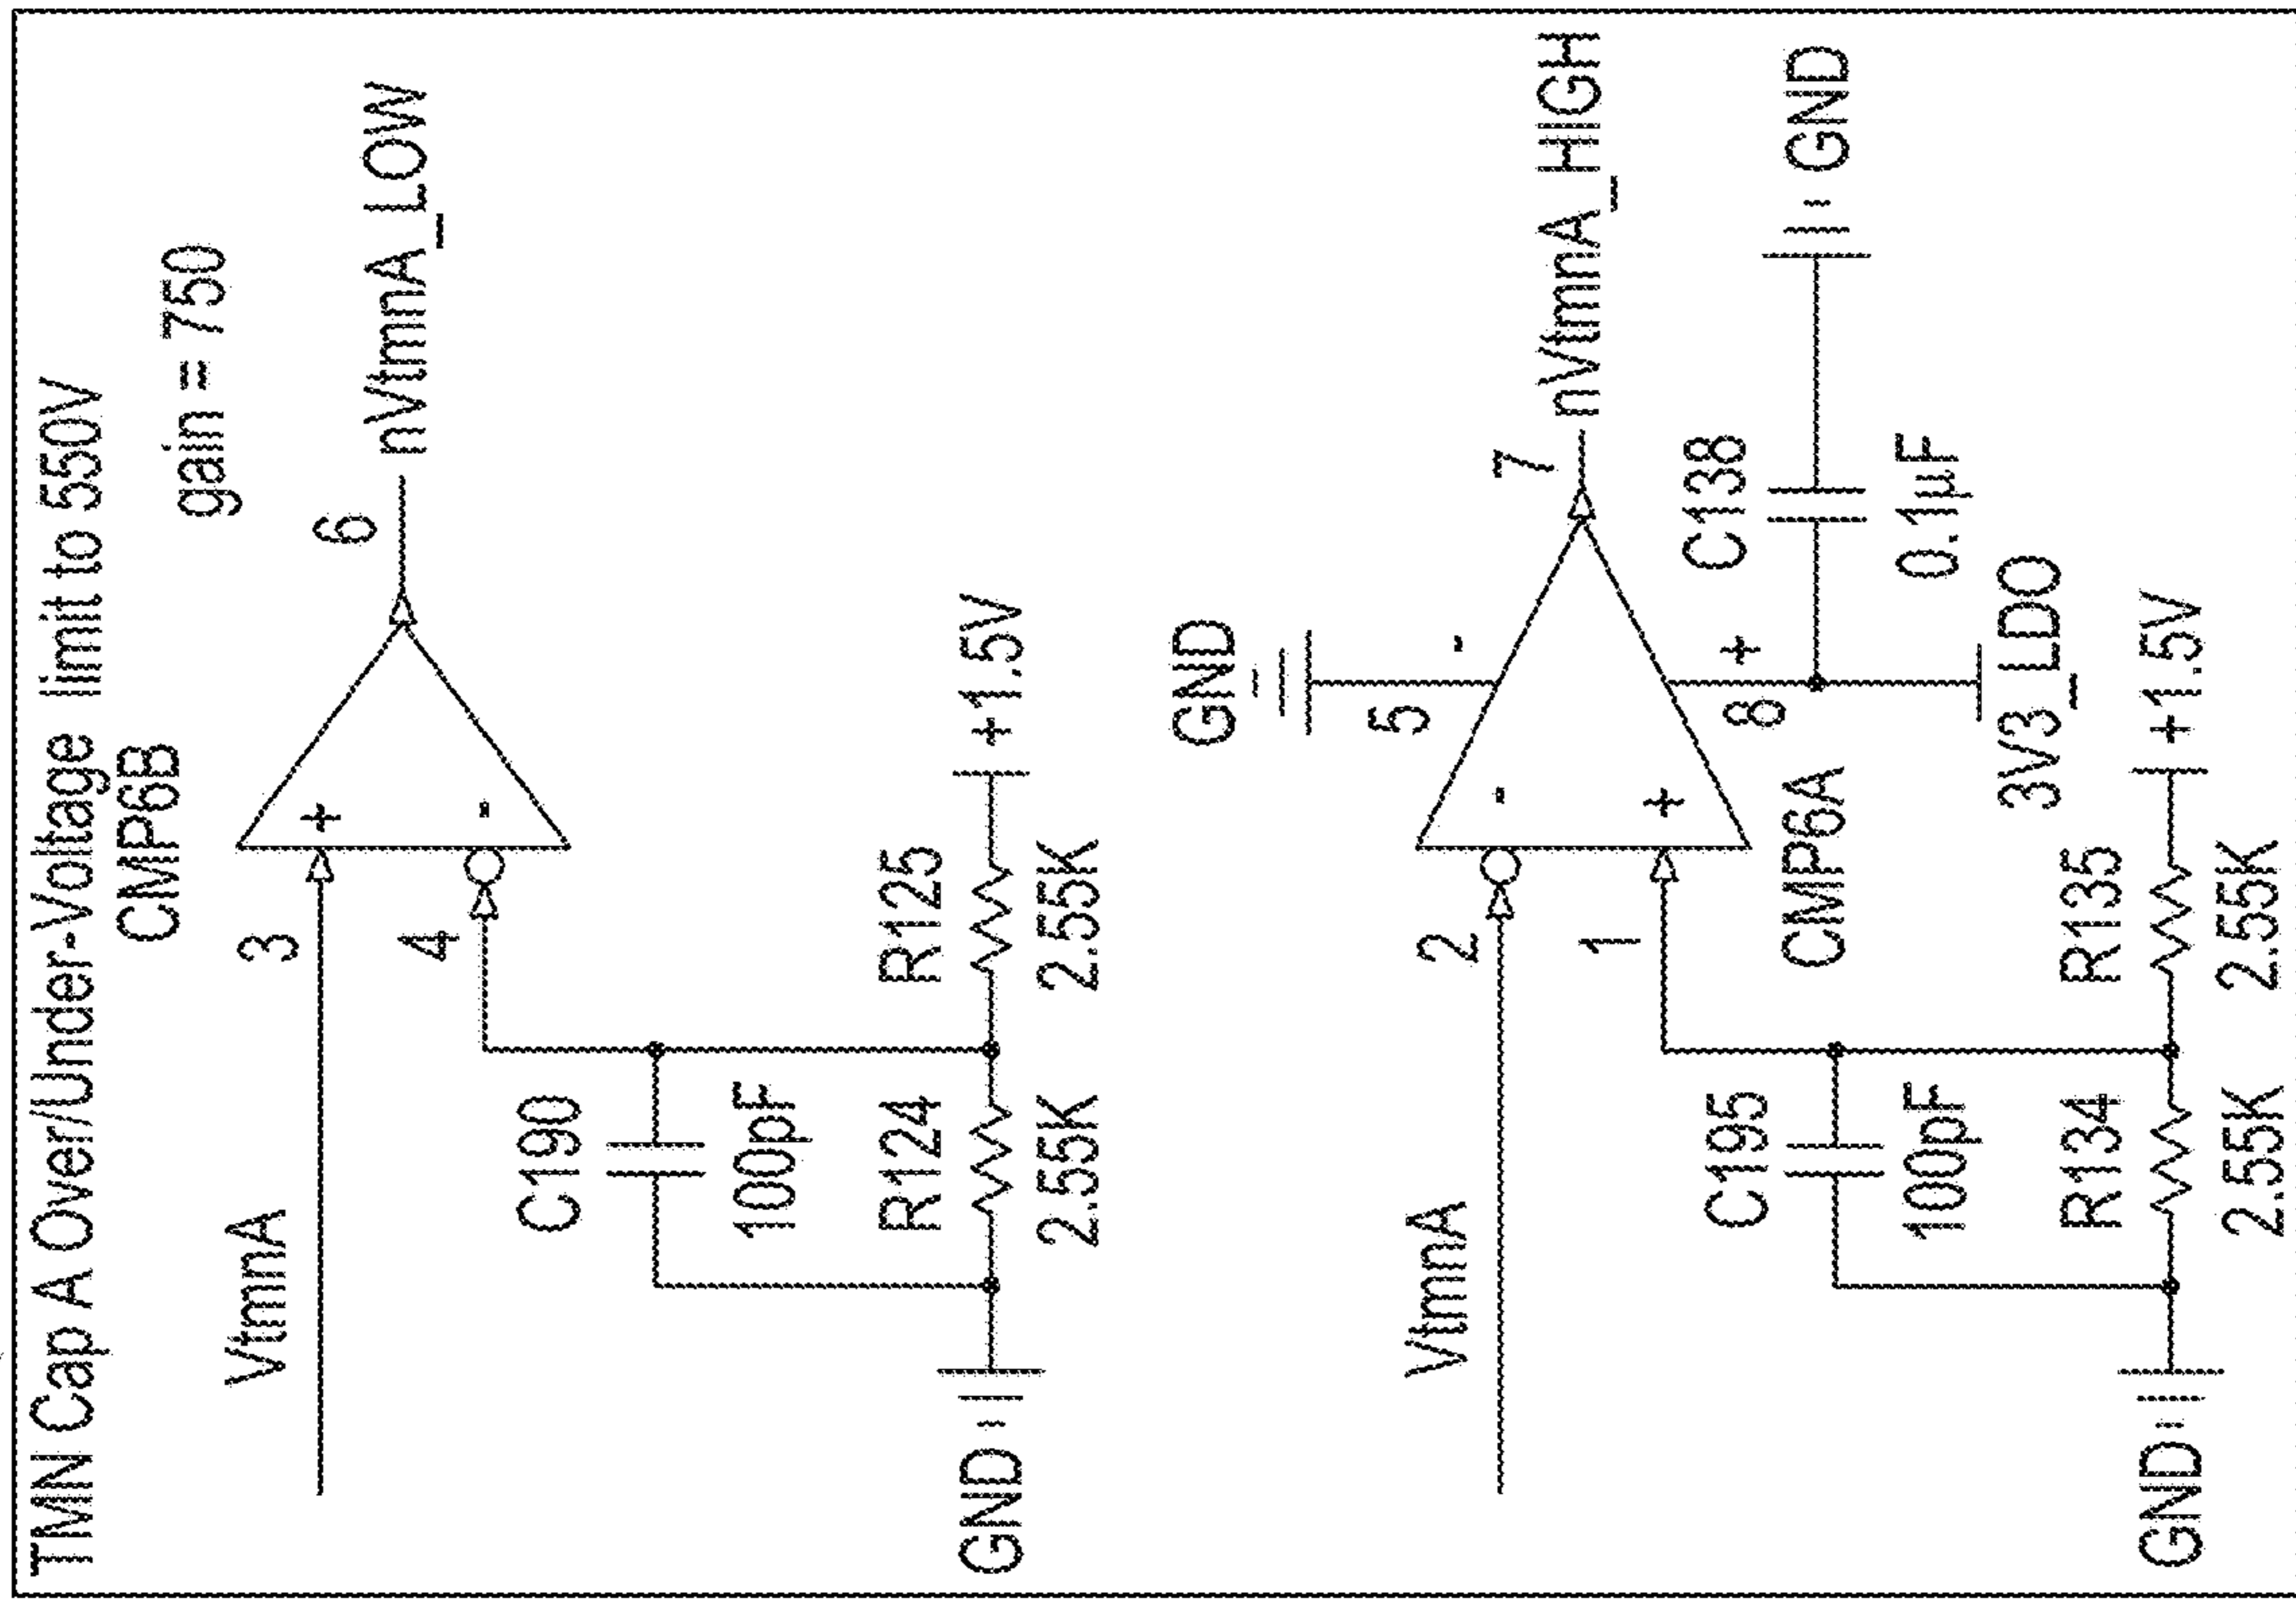 TMN Cap A Over/Under-Voltage limit to 550V
CMP6B
gain = 750
VtmnA
3
+
6
nVtmnA_LOW
4
-
C190
100pF
R124
R125
2.55K
2.55K
GND
+1.5V
GND
5
-
VtmnA
2
-
7
nVtmnA_HIGH
1
+
CMP6A
8
+
C138
0.1µF
GND
3V3_LDO
C195
100pF
R134
R135
2.55K
2.55K
GND
+1.5V